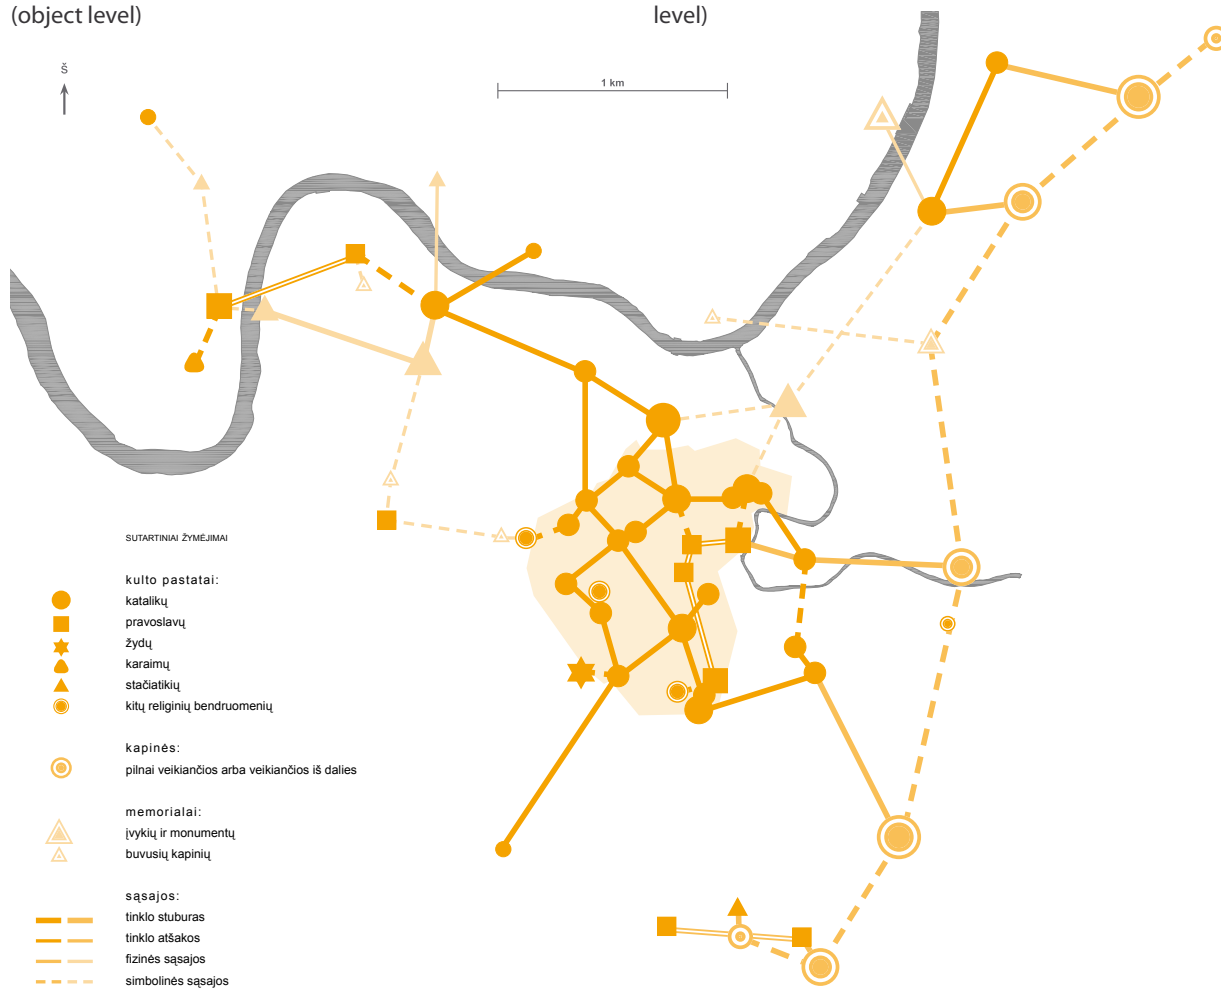 (object level)
level)
Š
1 km
SUTARTINIAI ŽYMĖJIMAI
kulto pastatai:
katalikų
pravoslavų
žydų
karaimų
stačiatikių
kitų religinių bendruomenių
kapinės:
pilnai veikiančios arba veikiančios iš dalies
memorialai:
įvykių ir monumentų
buvusių kapinių
sąsajos:
tinklo stuburas
tinklo atšakos
fizinės sąsajos
simbolinės sąsajos